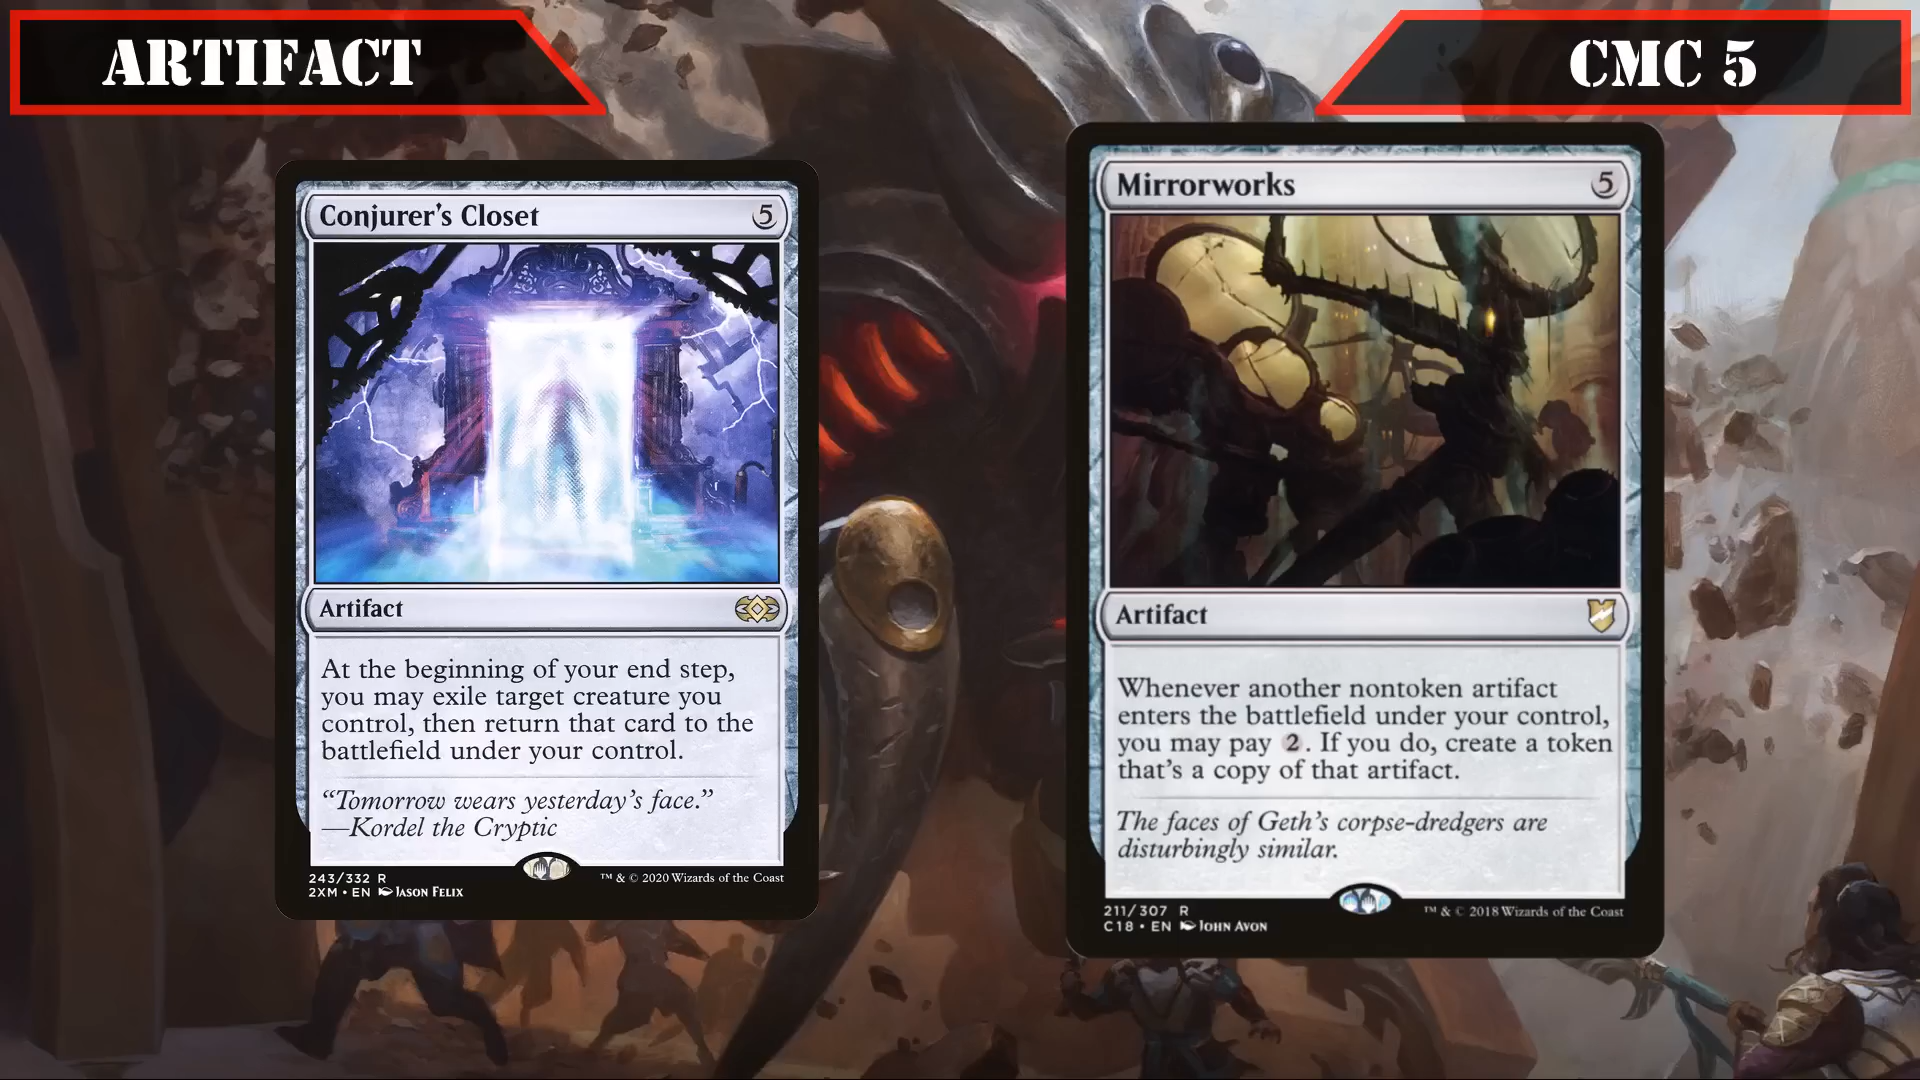 ARTIFACT
CMC 5
Conjurer's Closet 5
Artifact
At the beginning of your end step,
you may exile target creature you
control, then return that card to the
battlefield under your control.
“Tomorrow wears yesterday's face.”
—Kordel the Cryptic
243/332 R
2XM • EN JASON FELIX
™ & © 2020 Wizards of the Coast
Mirrorworks 5
Artifact
Whenever another nontoken artifact
enters the battlefield under your control,
you may pay 2. If you do, create a token
that's a copy of that artifact.
The faces of Geth's corpse-dredgers are
disturbingly similar.
211/307 R
C18 • EN JOHN AVON
™ & © 2018 Wizards of the Coast